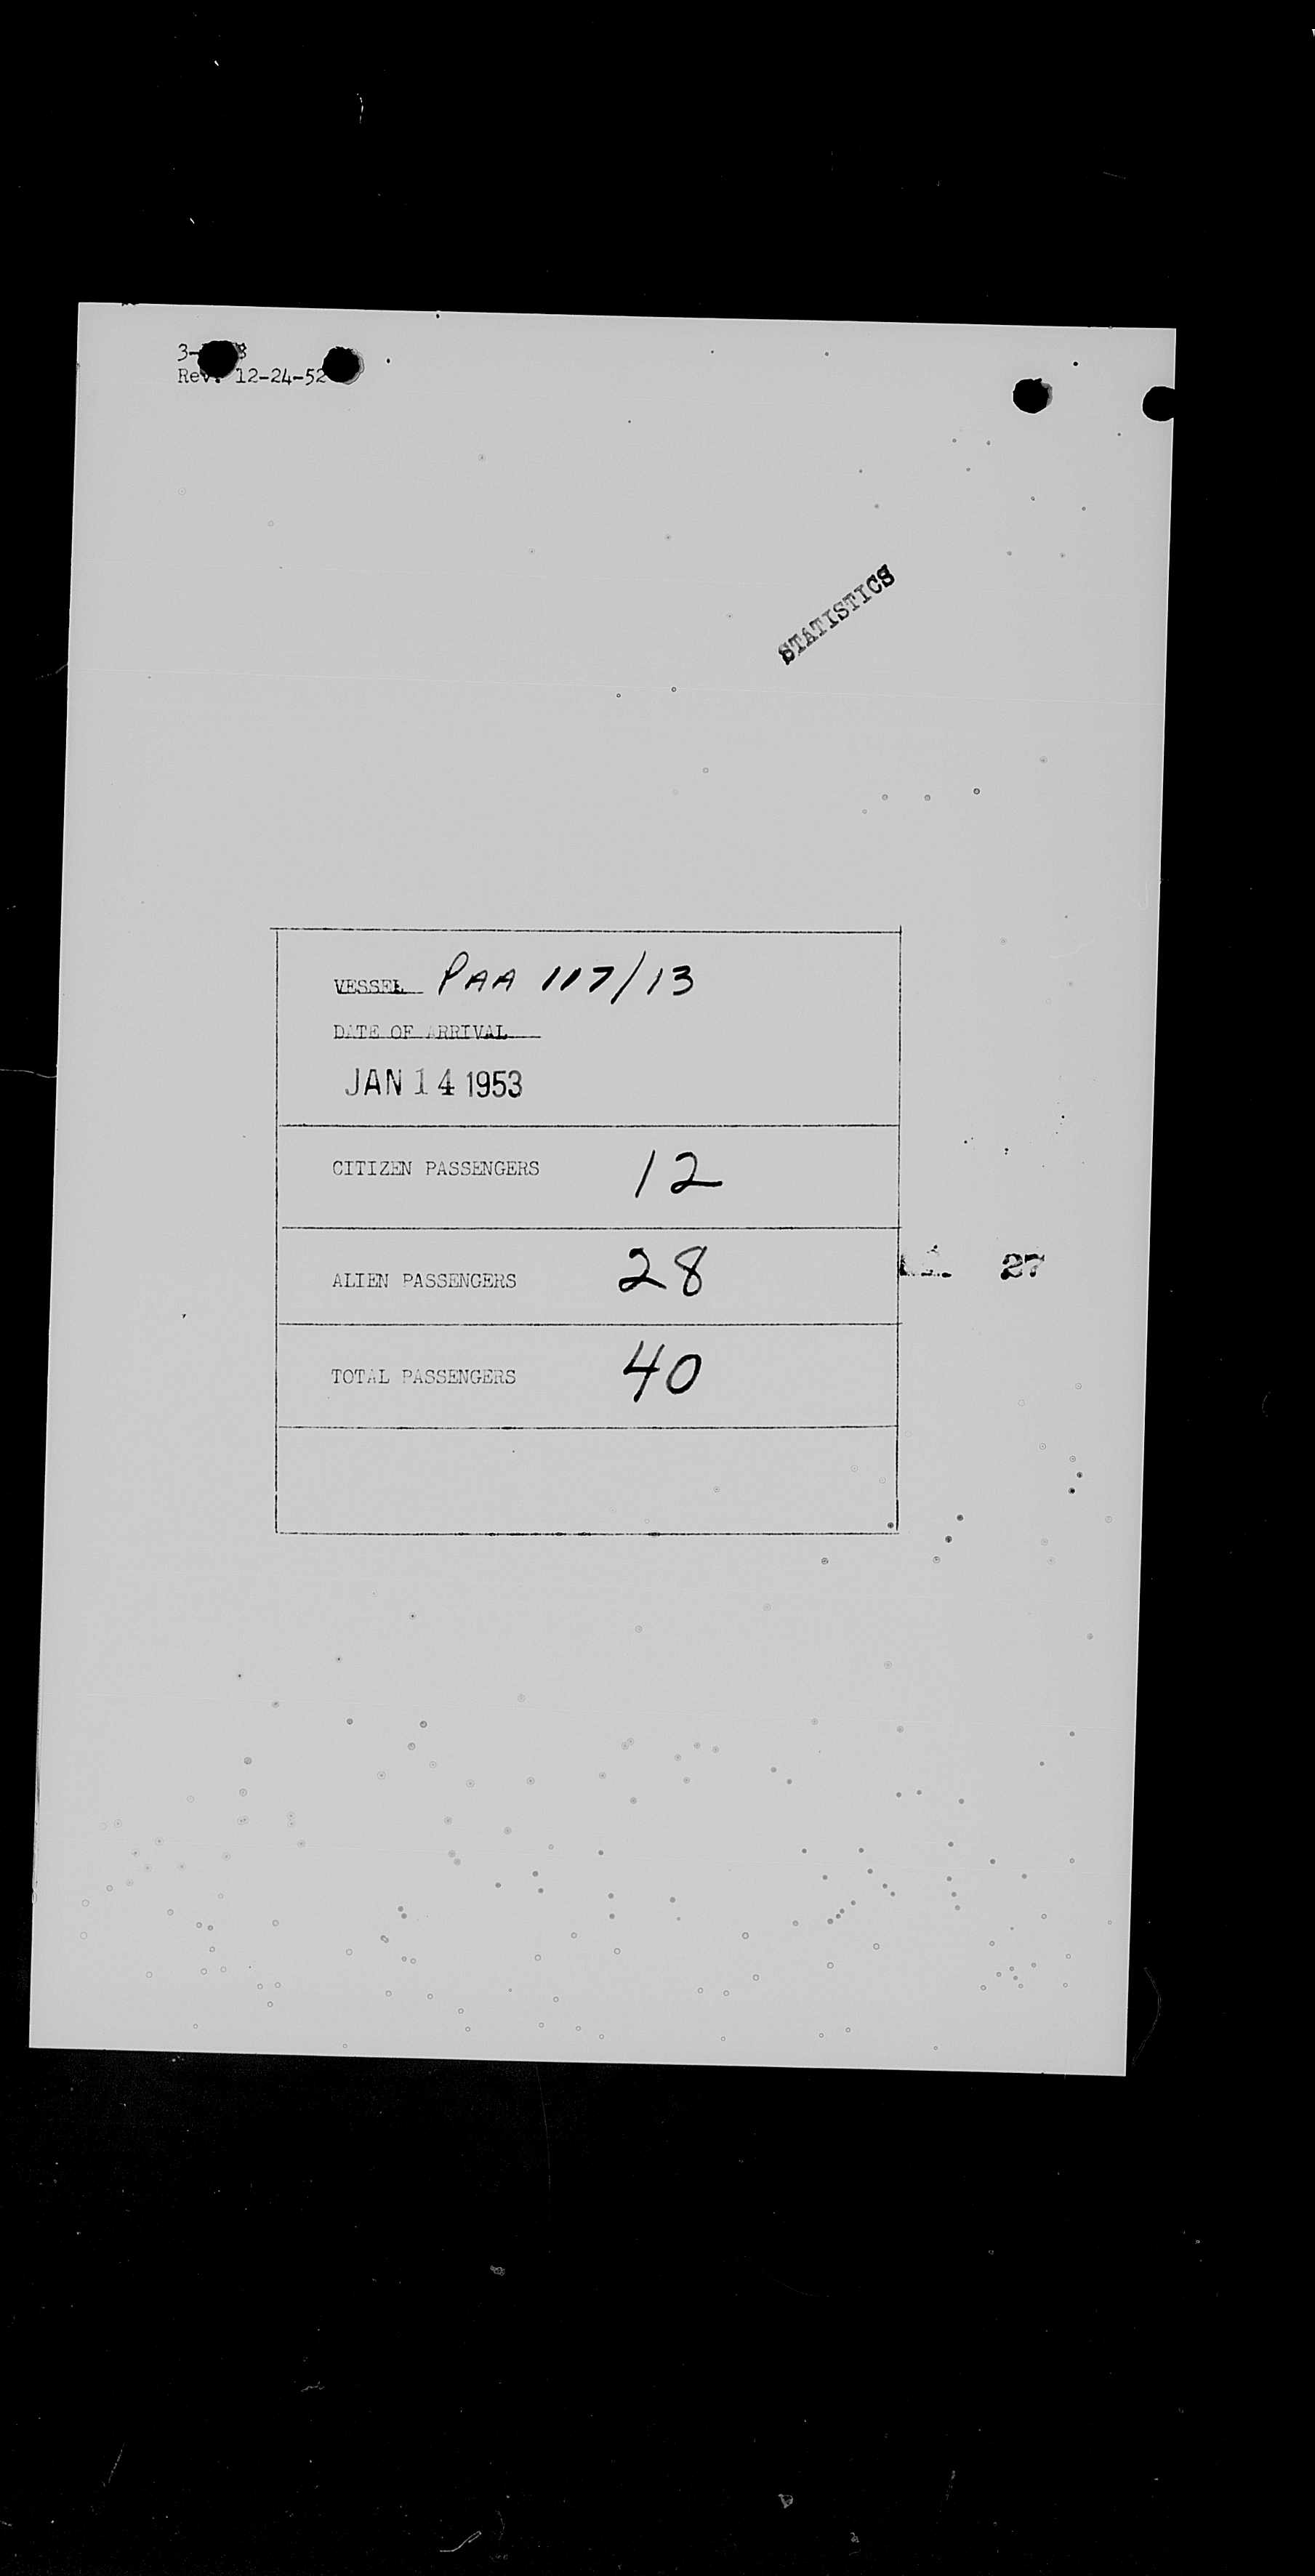 Rev. 12-24-52
STATISTICS
VESSEL PAA 117/13
DATE OF ARRIVAL
JAN 14 1953
CITIZEN PASSENGERS 12
ALIEN PASSENGERS 28
27
TOTAL PASSENGERS 40